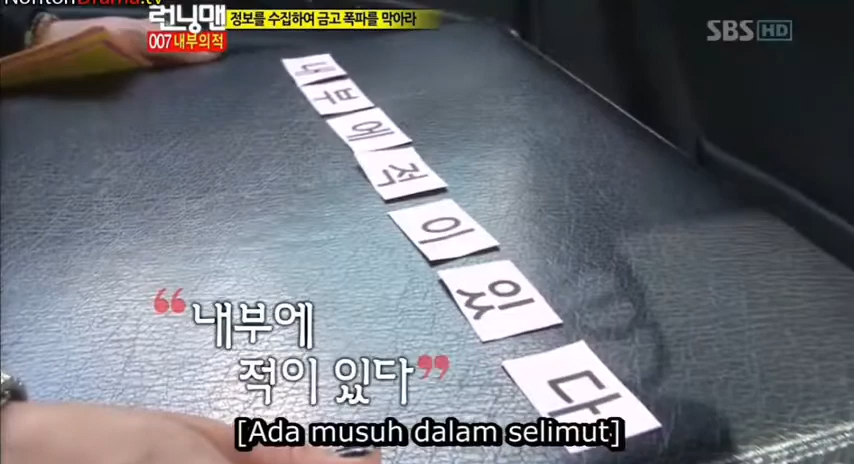 NontonDrama.tv
런닝맨
정보를 수집하여 금고 폭파를 막아라
007 내부의 적
SBS HD
내
부
에
적
이
있
다
“내부에
적이 있다”
[Ada musuh dalam selimut]